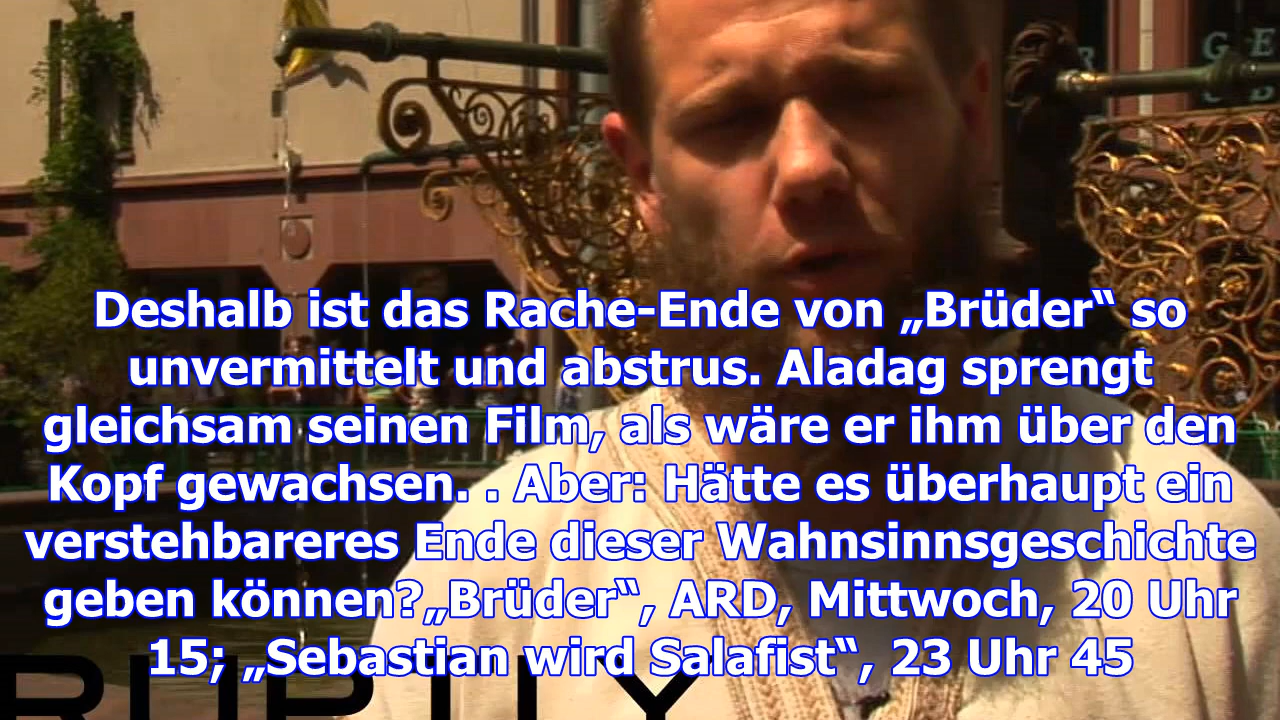 Deshalb ist das Rache-Ende von „Brüder“ so
unvermittelt und abstrus. Aladag sprengt
gleichsam seinen Film, als wäre er ihm über den
Kopf gewachsen. . Aber: Hätte es überhaupt ein
verstehbareres Ende dieser Wahnsinnsgeschichte
geben können?„Brüder“, ARD, Mittwoch, 20 Uhr
15; „Sebastian wird Salafist“, 23 Uhr 45
RUPTLY